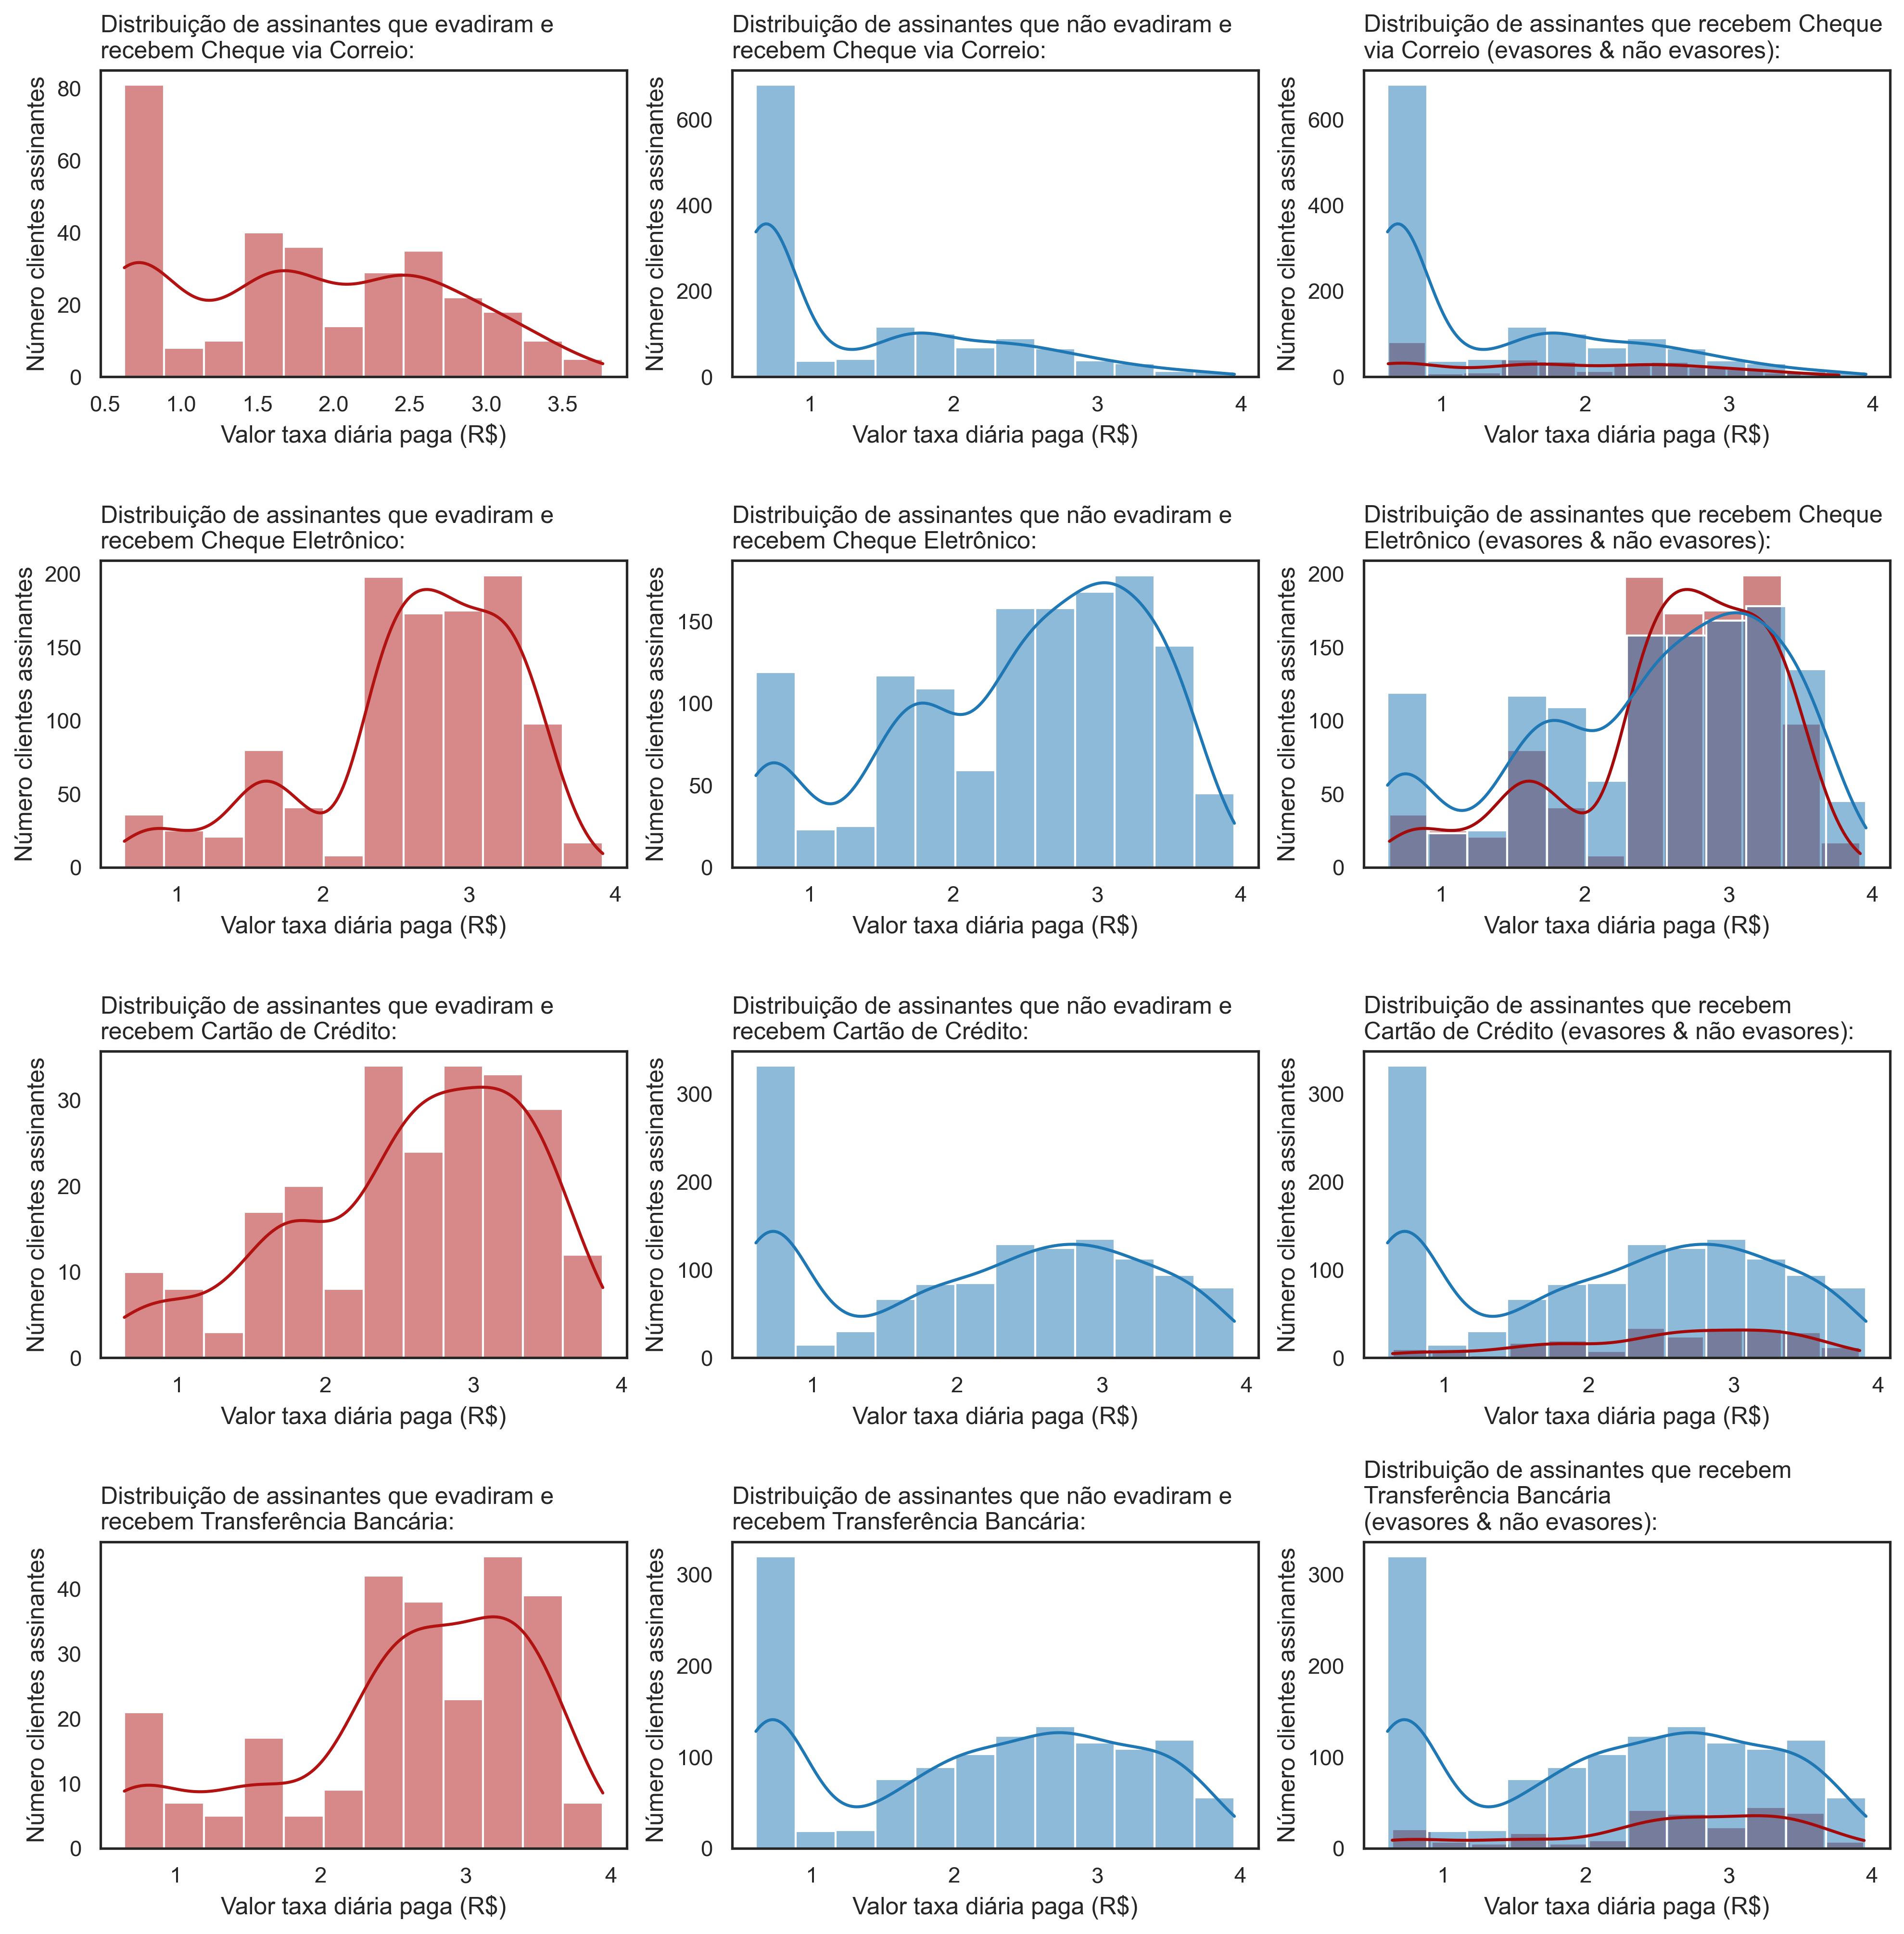 Distribuição de assinantes que evadiram e
recebem Cheque via Correio:
Número clientes assinantes
80
60
40
20
0
0.5 1.0 1.5 2.0 2.5 3.0 3.5
Valor taxa diária paga (R$)
Distribuição de assinantes que não evadiram e
recebem Cheque via Correio:
Número clientes assinantes
600
400
200
0
1 2 3 4
Valor taxa diária paga (R$)
Distribuição de assinantes que recebem Cheque
via Correio (evasores & não evasores):
Número clientes assinantes
600
400
200
0
1 2 3 4
Valor taxa diária paga (R$)
Distribuição de assinantes que evadiram e
recebem Cheque Eletrônico:
Número clientes assinantes
200
150
100
50
0
1 2 3 4
Valor taxa diária paga (R$)
Distribuição de assinantes que não evadiram e
recebem Cheque Eletrônico:
Número clientes assinantes
150
100
50
0
1 2 3 4
Valor taxa diária paga (R$)
Distribuição de assinantes que recebem Cheque
Eletrônico (evasores & não evasores):
Número clientes assinantes
200
150
100
50
0
1 2 3 4
Valor taxa diária paga (R$)
Distribuição de assinantes que evadiram e
recebem Cartão de Crédito:
Número clientes assinantes
30
20
10
0
1 2 3 4
Valor taxa diária paga (R$)
Distribuição de assinantes que não evadiram e
recebem Cartão de Crédito:
Número clientes assinantes
300
200
100
0
1 2 3 4
Valor taxa diária paga (R$)
Distribuição de assinantes que recebem
Cartão de Crédito (evasores & não evasores):
Número clientes assinantes
300
200
100
0
1 2 3 4
Valor taxa diária paga (R$)
Distribuição de assinantes que evadiram e
recebem Transferência Bancária:
Número clientes assinantes
40
30
20
10
0
1 2 3 4
Valor taxa diária paga (R$)
Distribuição de assinantes que não evadiram e
recebem Transferência Bancária:
Número clientes assinantes
300
200
100
0
1 2 3 4
Valor taxa diária paga (R$)
Distribuição de assinantes que recebem
Transferência Bancária
(evasores & não evasores):
Número clientes assinantes
300
200
100
0
1 2 3 4
Valor taxa diária paga (R$)